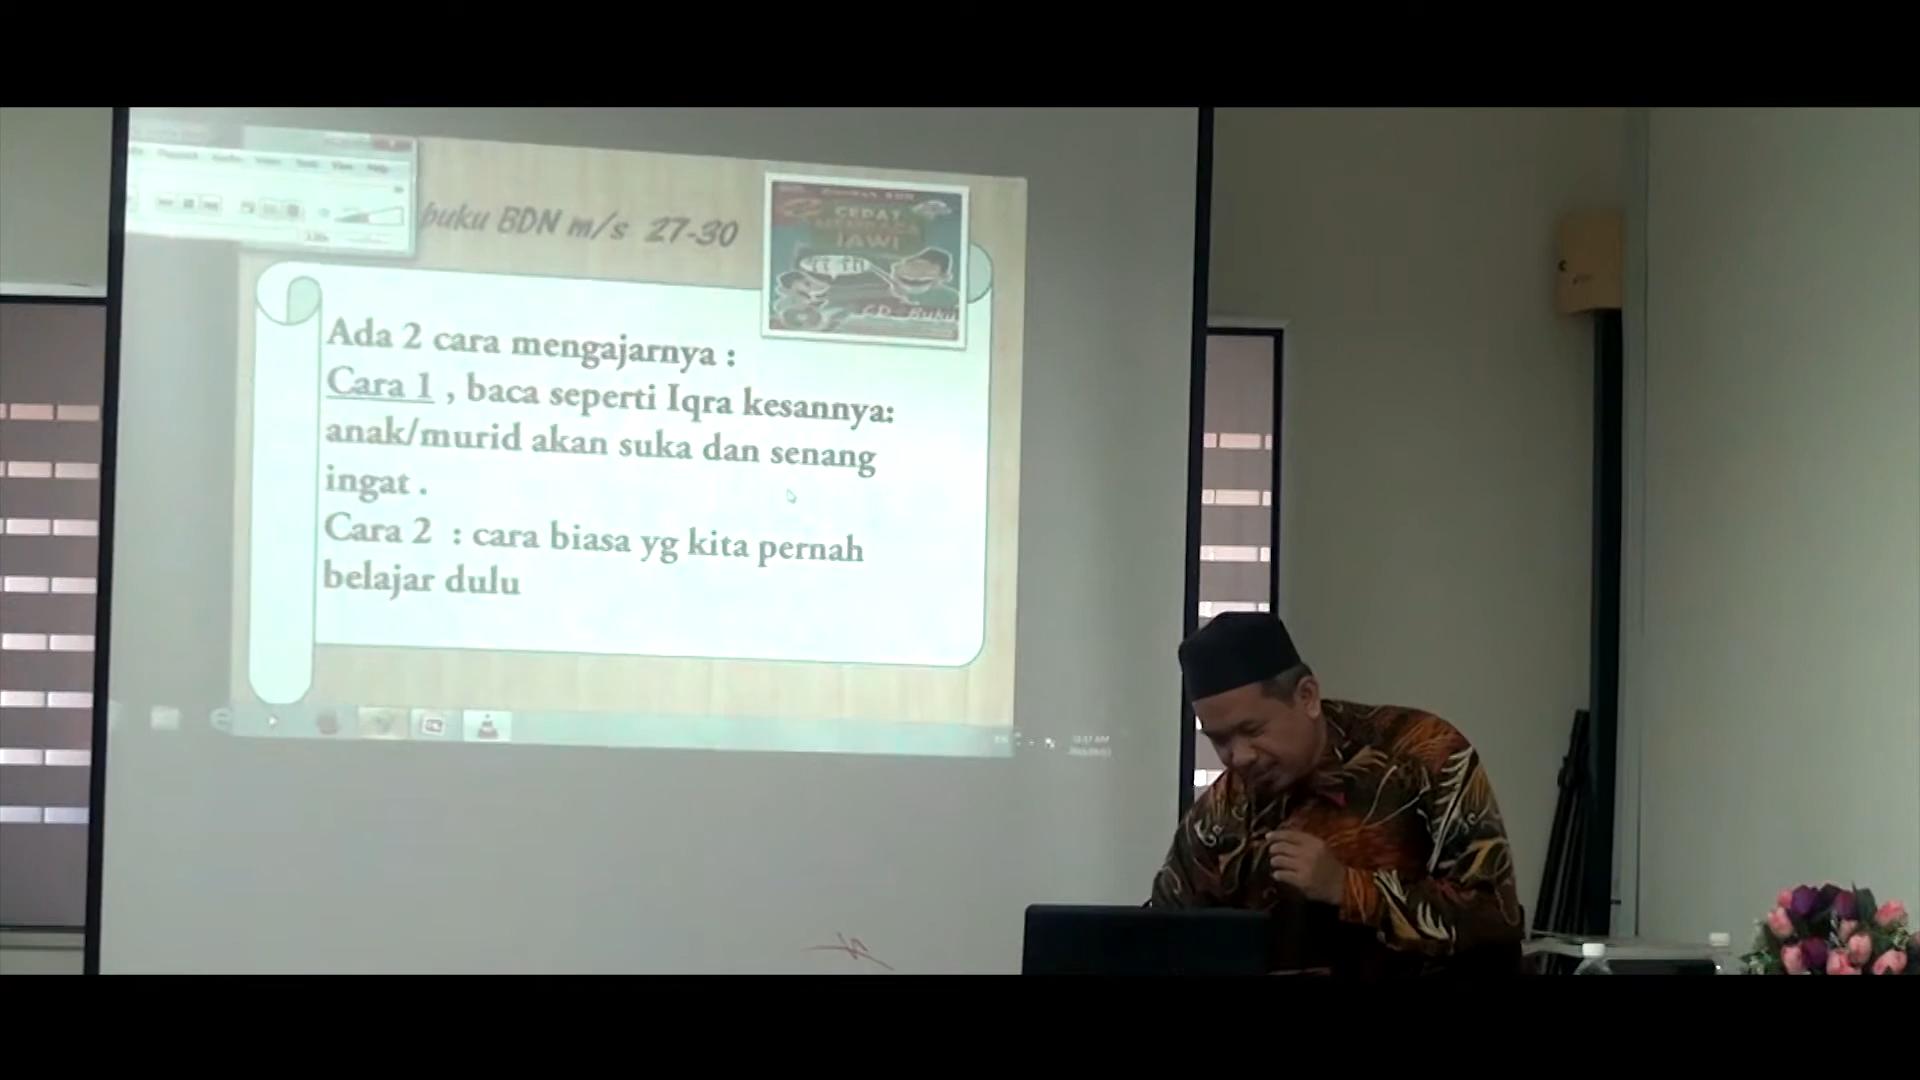 buku BDN m/s 27-30
CEPAT
MEMBACA
JAWI
Ada 2 cara mengajarnya :
Cara 1 , baca seperti Iqra kesannya:
anak/murid akan suka dan senang
ingat .
Cara 2 : cara biasa yg kita pernah
belajar dulu